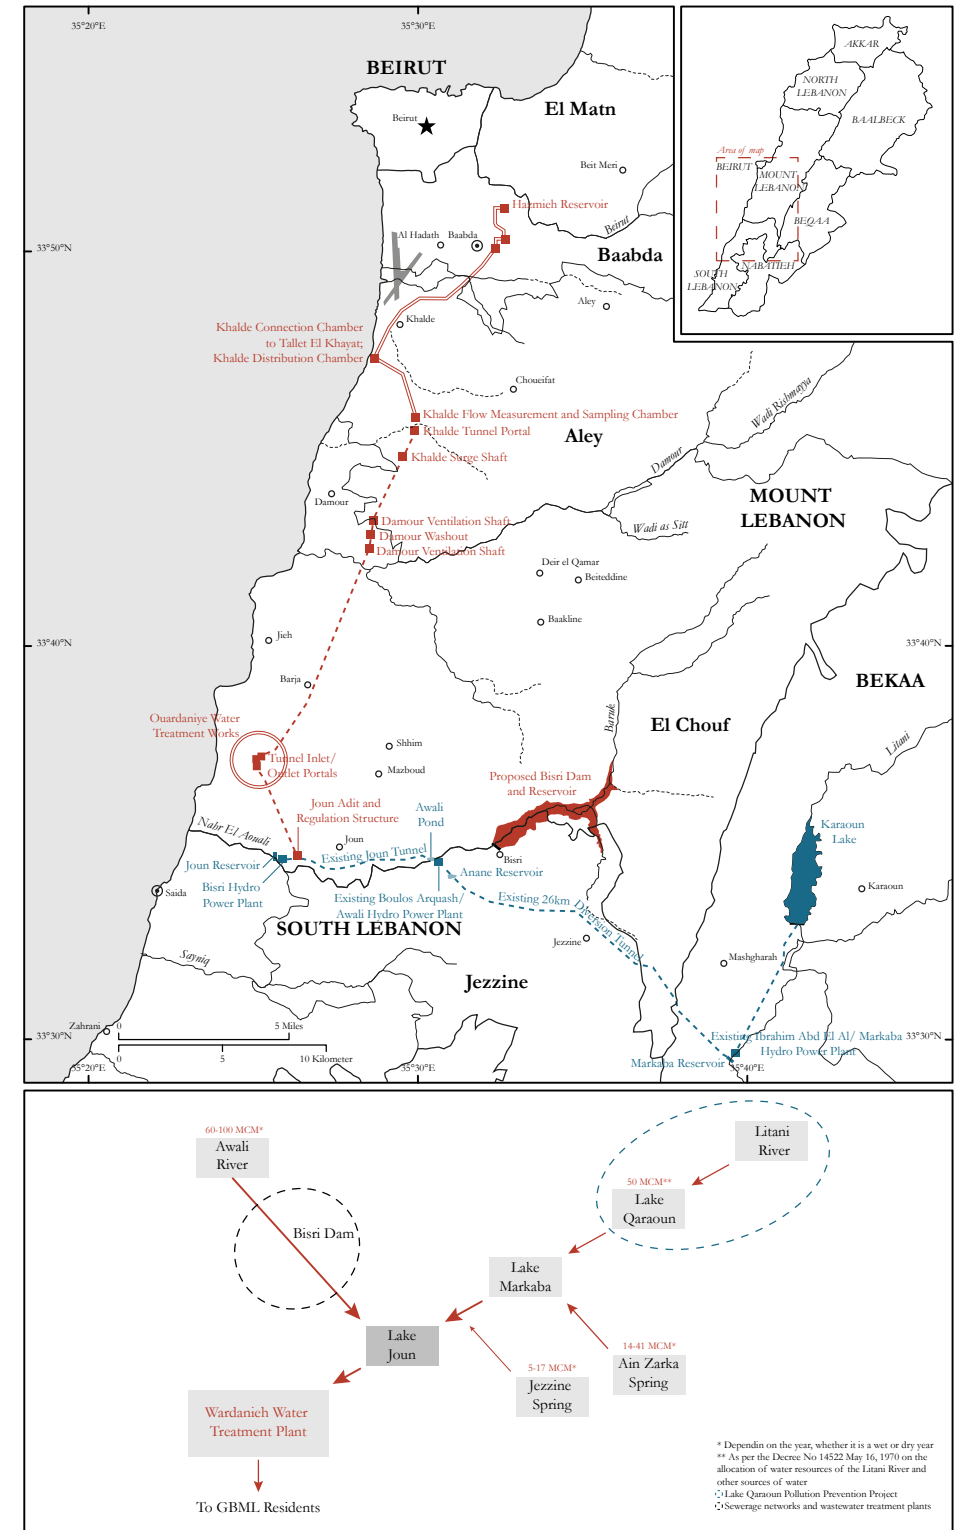 35°20'E
35°30'E
BEIRUT
El Matn
Beirut
Beit Meri
Hazmieh Reservoir
Beirut
Al Hadath
Baabda
33°50'N
Baabda
Aley
Khalde
Khalde Connection Chamber
to Tallet El Khayat;
Khalde Distribution Chamber
Choueifat
Wadi Rishmayya
Khalde Flow Measurement and Sampling Chamber
Khalde Tunnel Portal
Aley
Khalde Surge Shaft
Damour
Damour
MOUNT
LEBANON
Damour Ventilation Shaft
Damour Washout
Damour Ventilation Shaft
Wadi as Sitt
Deir el Qamar
Beiteddine
Baakline
Jieh
33°40'N
33°40'N
Barja
BEKAA
Ouardaniye Water
Treatment Works
Baruk
El Chouf
Litani
Shhim
Tunnel Inlet/
Outlet Portals
Mazboud
Proposed Bisri Dam
and Reservoir
Joun Adit and
Regulation Structure
Awali
Pond
Nahr El Aouali
Karaoun
Lake
Joun
Existing Joun Tunnel
Bisri
Joun Reservoir
Anane Reservoir
Bisri Hydro
Power Plant
Karaoun
Saida
Existing Boulos Arquash/
Awali Hydro Power Plant
Existing 26km Diversion Tunnel
SOUTH LEBANON
Jezzine
Sayniq
Mashgharah
Jezzine
Zahrani
0
5 Miles
33°30'N
33°30'N
Existing Ibrahim Abd El Al/ Markaba
Hydro Power Plant
0
5
10 Kilometer
Markaba Reservoir
35°20'E
35°30'E
35°40'E
AKKAR
NORTH
LEBANON
BAALBECK
Area of map
BEIRUT
MOUNT
LEBANON
BEQAA
NABATIEH
SOUTH
LEBANON
60-100 MCM*
Awali
River
Litani
River
50 MCM**
Lake
Qaraoun
Bisri Dam
Lake
Markaba
Lake
Joun
14-41 MCM*
Ain Zarka
Spring
5-17 MCM*
Jezzine
Spring
Wardanieh Water
Treatment Plant
To GBML Residents
* Dependin on the year, whether it is a wet or dry year
** As per the Decree No 14522 May 16, 1970 on the
allocation of water resources of the Litani River and
other sources of water
Lake Qaraoun Pollution Prevention Project
Sewerage networks and wastewater treatment plants